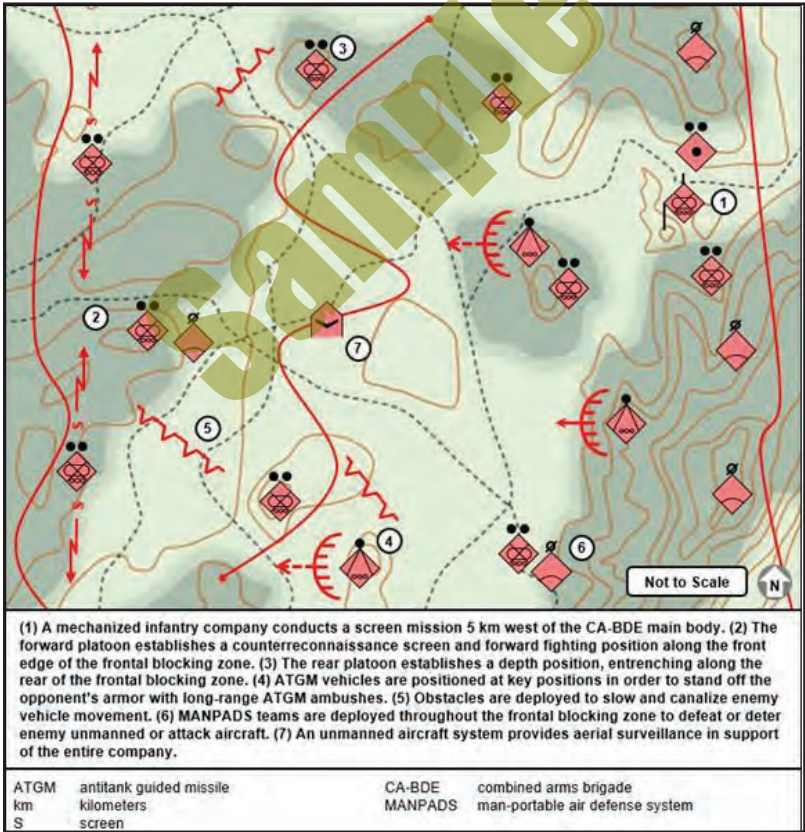 Sample
3
1
2
7
5
4
6
S
S
S
S
Not to Scale
N
(1) A mechanized infantry company conducts a screen mission 5 km west of the CA-BDE main body. (2) The
forward platoon establishes a counterreconnaissance screen and forward fighting position along the front
edge of the frontal blocking zone. (3) The rear platoon establishes a depth position, entrenching along the
rear of the frontal blocking zone. (4) ATGM vehicles are positioned at key positions in order to stand off the
opponent's armor with long-range ATGM ambushes. (5) Obstacles are deployed to slow and canalize enemy
vehicle movement. (6) MANPADS teams are deployed throughout the frontal blocking zone to defeat or deter
enemy unmanned or attack aircraft. (7) An unmanned aircraft system provides aerial surveillance in support
of the entire company.
ATGM antitank guided missile CA-BDE combined arms brigade
km kilometers MANPADS man-portable air defense system
S screen